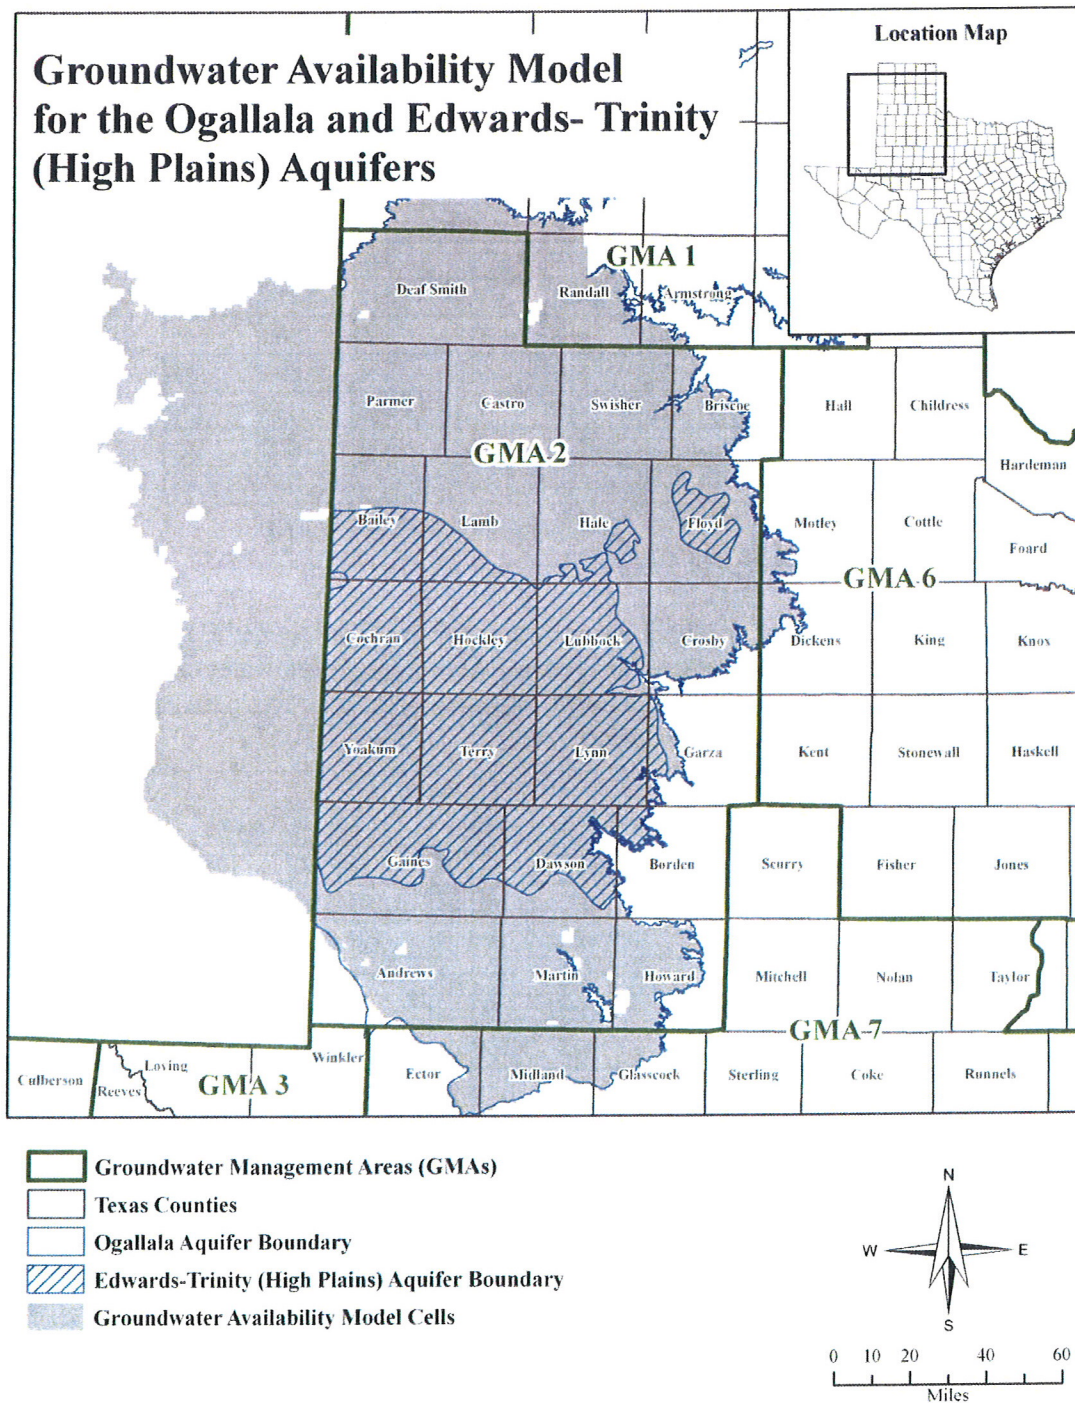 Groundwater Availability Model
for the Ogallala and Edwards- Trinity
(High Plains) Aquifers
Location Map
GMA 1
Deaf Smith
Randall
Armstrong
Parmer
Castro
Swisher
Briscoe
Hall
Childress
GMA 2
Hardeman
Bailey
Lamb
Hale
Floyd
Motley
Cottle
Foard
GMA 6
Cochran
Hockley
Lubbock
Crosby
Dickens
King
Knox
Yoakum
Terry
Lynn
Garza
Kent
Stonewall
Haskell
Gaines
Dawson
Borden
Scurry
Fisher
Jones
Andrews
Martin
Howard
Mitchell
Nolan
Taylor
GMA 7
Culberson
Reeves
Loving
GMA 3
Winkler
Ector
Midland
Glasscock
Sterling
Coke
Runnels
Groundwater Management Areas (GMAs)
Texas Counties
Ogallala Aquifer Boundary
Edwards-Trinity (High Plains) Aquifer Boundary
Groundwater Availability Model Cells
N
W E
S
0 10 20 40 60
Miles